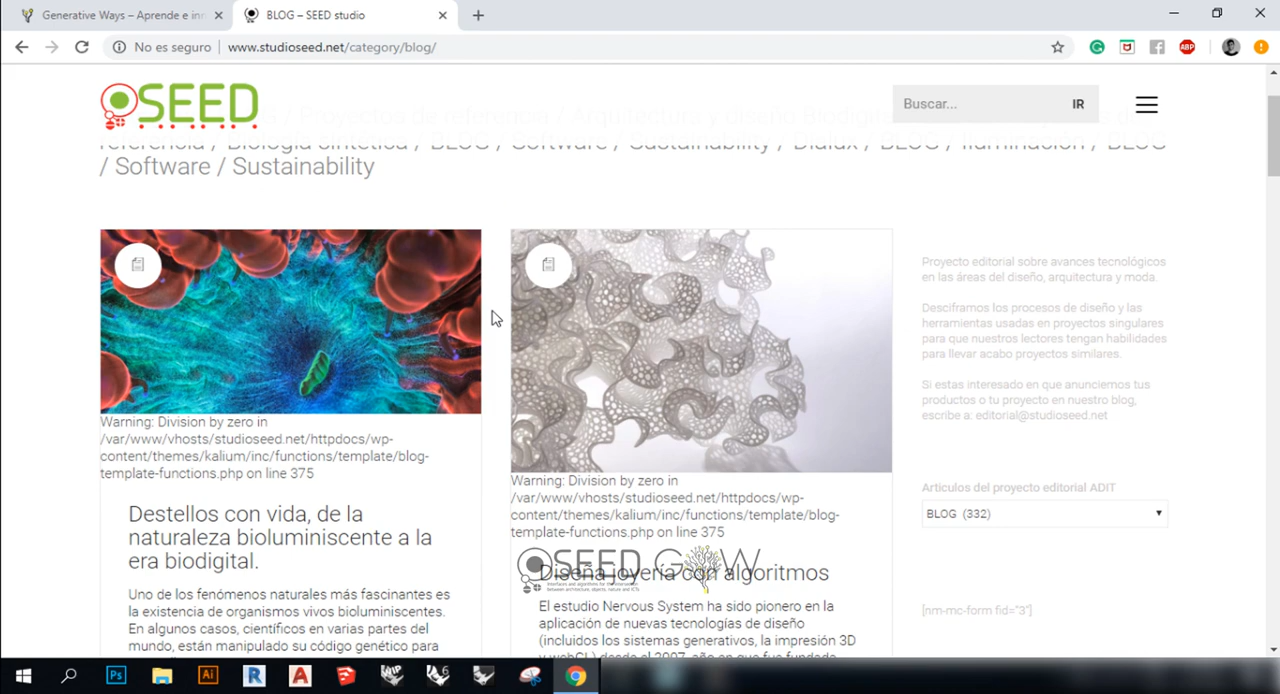 Generative Ways – Aprende e in
BLOG – SEED studio
No es seguro
www.studioseed.net/category/blog/
SEED
Buscar...
IR
/ Proyectos de referencia / Arquitectura y diseño Biodigital
referencia / Biología sintética / BLOG / Software / Sustainability / Dialux / BLOG / Iluminación / BLOG
/ Software / Sustainability
Warning: Division by zero in
/var/www/vhosts/studioseed.net/httpdocs/wp-
content/themes/kalium/inc/functions/template/blog-
template-functions.php on line 375
Destellos con vida, de la
naturaleza bioluminiscente a la
era biodigital.
Uno de los fenómenos naturales más fascinantes es
la existencia de organismos vivos bioluminiscentes.
En algunos casos, científicos en varias partes del
mundo, están manipulado su código genético para
Warning: Division by zero in
/var/www/vhosts/studioseed.net/httpdocs/wp-
content/themes/kalium/inc/functions/template/blog-
template-functions.php on line 375
SEED G W
Diseña joyería con algoritmos
El estudio Nervous System ha sido pionero en la
aplicación de nuevas tecnologías de diseño
(incluidos los sistemas generativos, la impresión 3D
y webGL) desde el 2007, año en que fue fundada
Proyecto editorial sobre avances tecnológicos
en las áreas del diseño, arquitectura y moda.
Desciframos los procesos de diseño y las
herramientas usadas en proyectos singulares
para que nuestros lectores tengan habilidades
para llevar acabo proyectos similares.
Si estas interesado en que anunciemos tus
productos o tu proyecto en nuestro blog,
escribe a: editorial@studioseed.net
Articulos del proyecto editorial ADIT
BLOG (332)
[nm-mc-form fid="3"]